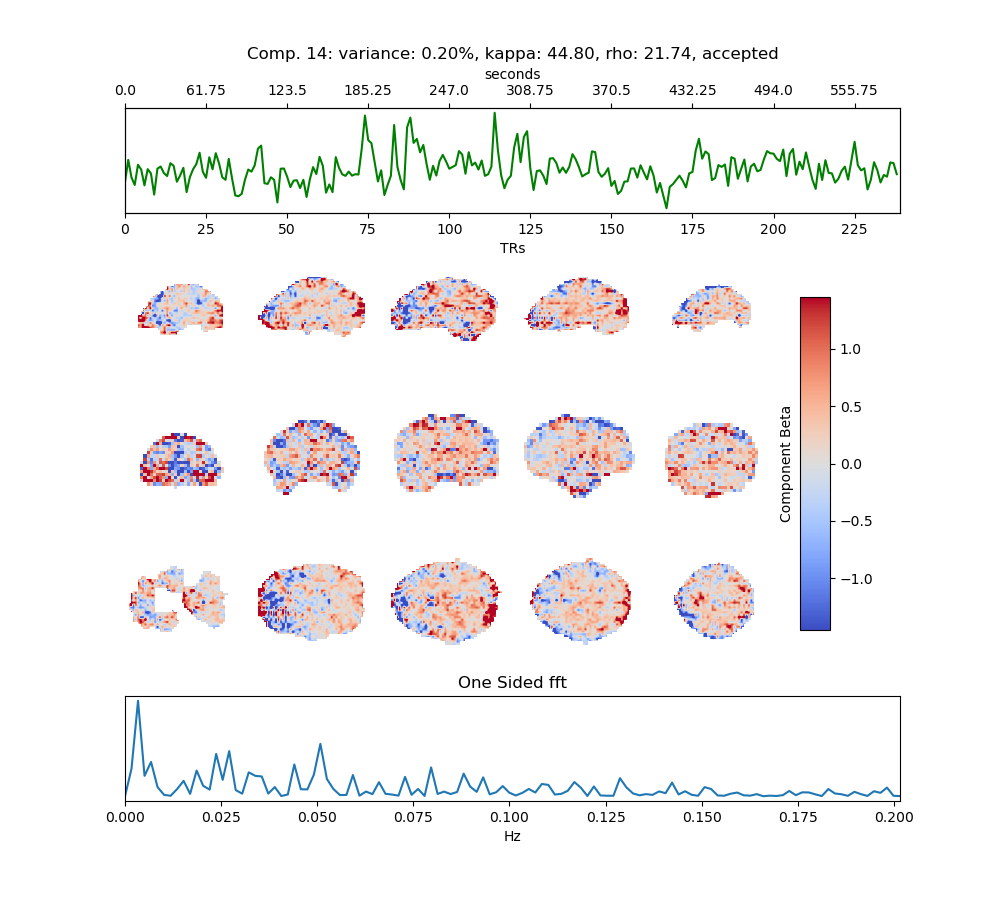 Comp. 14: variance: 0.20%, kappa: 44.80, rho: 21.74, accepted
seconds
0.0 61.75 123.5 185.25 247.0 308.75 370.5 432.25 494.0 555.75
0 25 50 75 100 125 150 175 200 225
TRs
1.0
0.5
0.0
−0.5
−1.0
Component Beta
One Sided fft
0.000 0.025 0.050 0.075 0.100 0.125 0.150 0.175 0.200
Hz